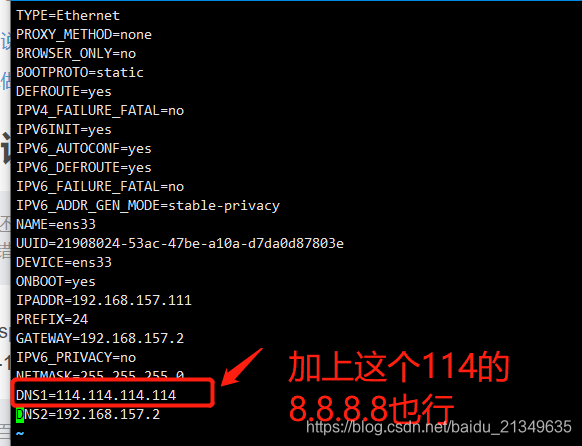 TYPE=Ethernet
PROXY_METHOD=none
BROWSER_ONLY=no
BOOTPROTO=static
DEFROUTE=yes
IPV4_FAILURE_FATAL=no
IPV6INIT=yes
IPV6_AUTOCONF=yes
IPV6_DEFROUTE=yes
IPV6_FAILURE_FATAL=no
IPV6_ADDR_GEN_MODE=stable-privacy
NAME=ens33
UUID=21908024-53ac-47be-a10a-d7da0d87803e
DEVICE=ens33
ONBOOT=yes
IPADDR=192.168.157.111
PREFIX=24
GATEWAY=192.168.157.2
IPV6_PRIVACY=no
NETMASK=255.255.255.0
DNS1=114.114.114.114
DNS2=192.168.157.2
~
加上这个114的
8.8.8.8也行
https://blog.csdn.net/baidu_21349635